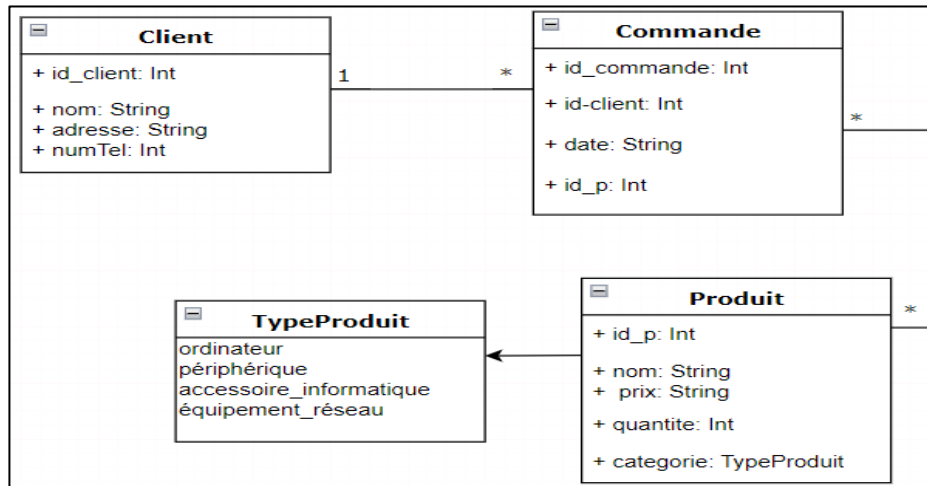 Client
+ id_client: Int
+ nom: String
+ adresse: String
+ numTel: Int
1
*
Commande
+ id_commande: Int
+ id-client: Int
+ date: String
+ id_p: Int
*
TypeProduit
ordinateur
périphérique
accessoire_informatique
équipement_réseau
Produit
+ id_p: Int
+ nom: String
+ prix: String
+ quantite: Int
+ categorie: TypeProduit
*